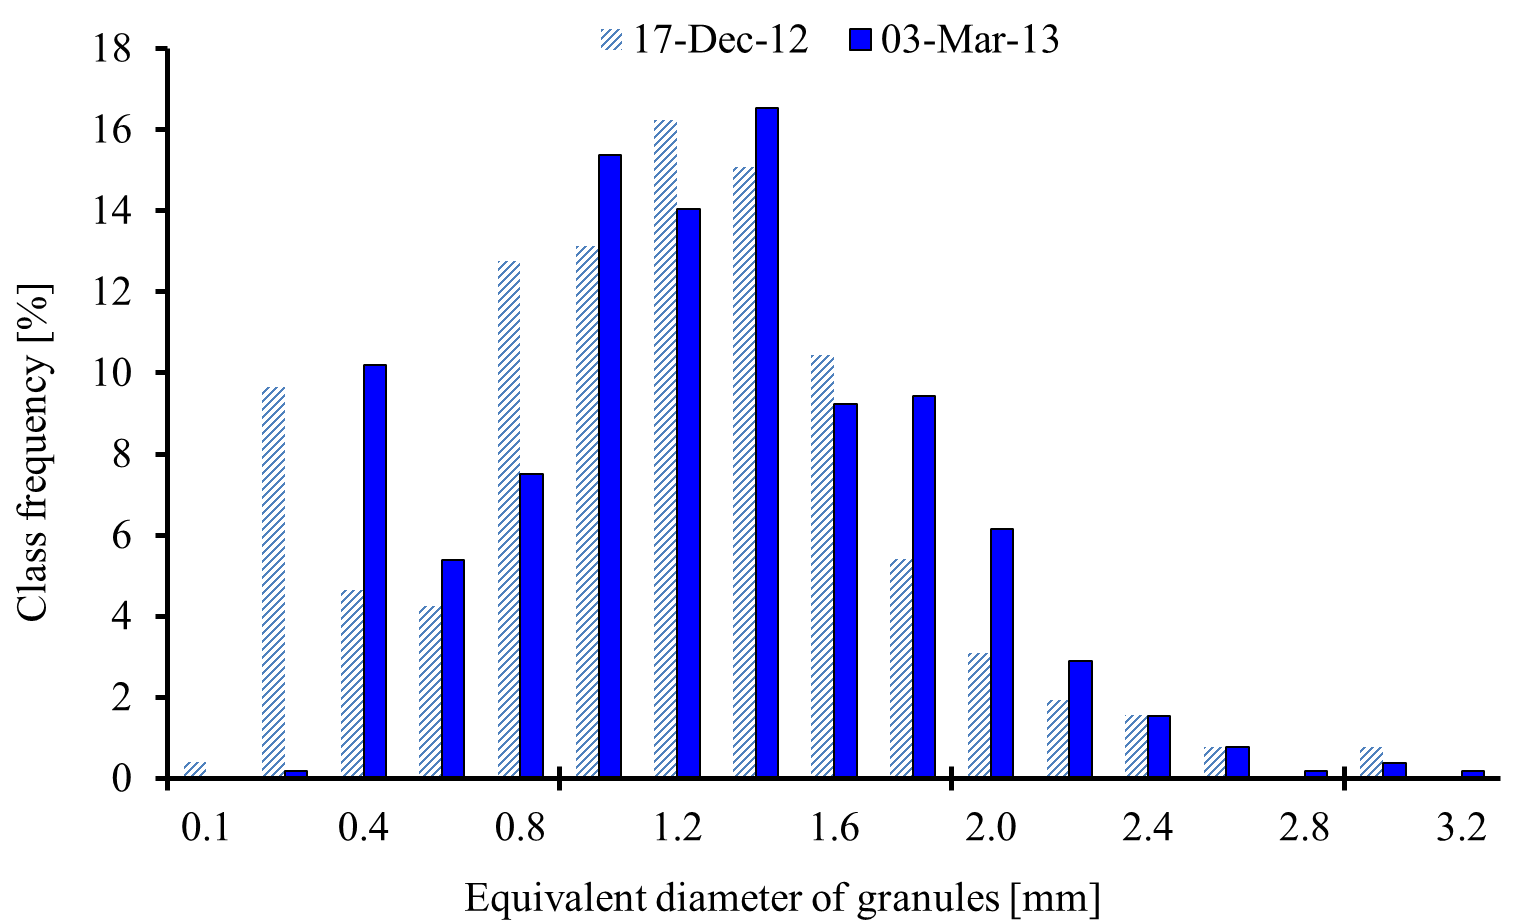 17-Dec-12 03-Mar-13
18
16
14
12
10
8
6
4
2
0
Class frequency [%]
0.1 0.4 0.8 1.2 1.6 2.0 2.4 2.8 3.2
Equivalent diameter of granules [mm]